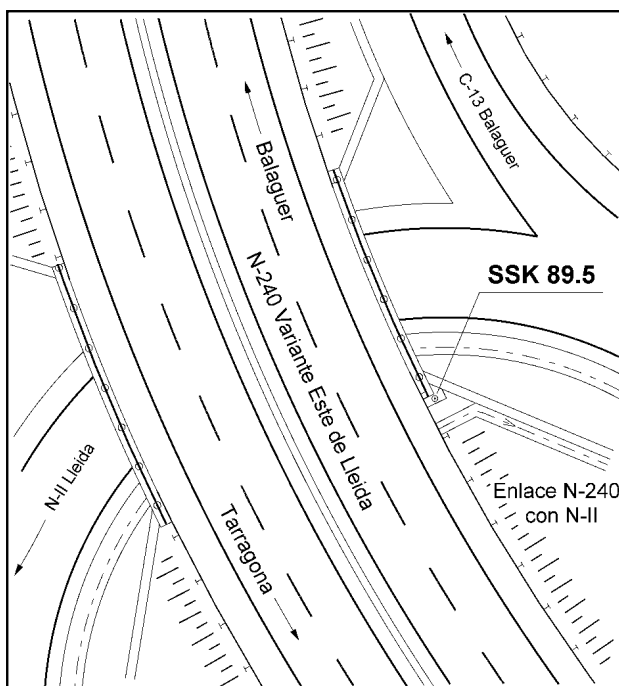 C-13 Balaguer
Balaguer
SSK 89.5
N-240 Variante Este de Lleida
N-II Lleida
Enlace N-240
con N-II
Tarragona